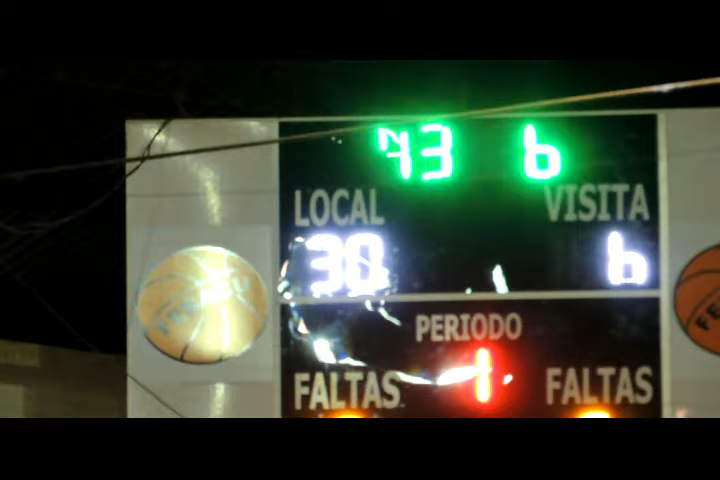 43 6
LOCAL VISITA
30 6
PERIODO
1
FALTAS FALTAS